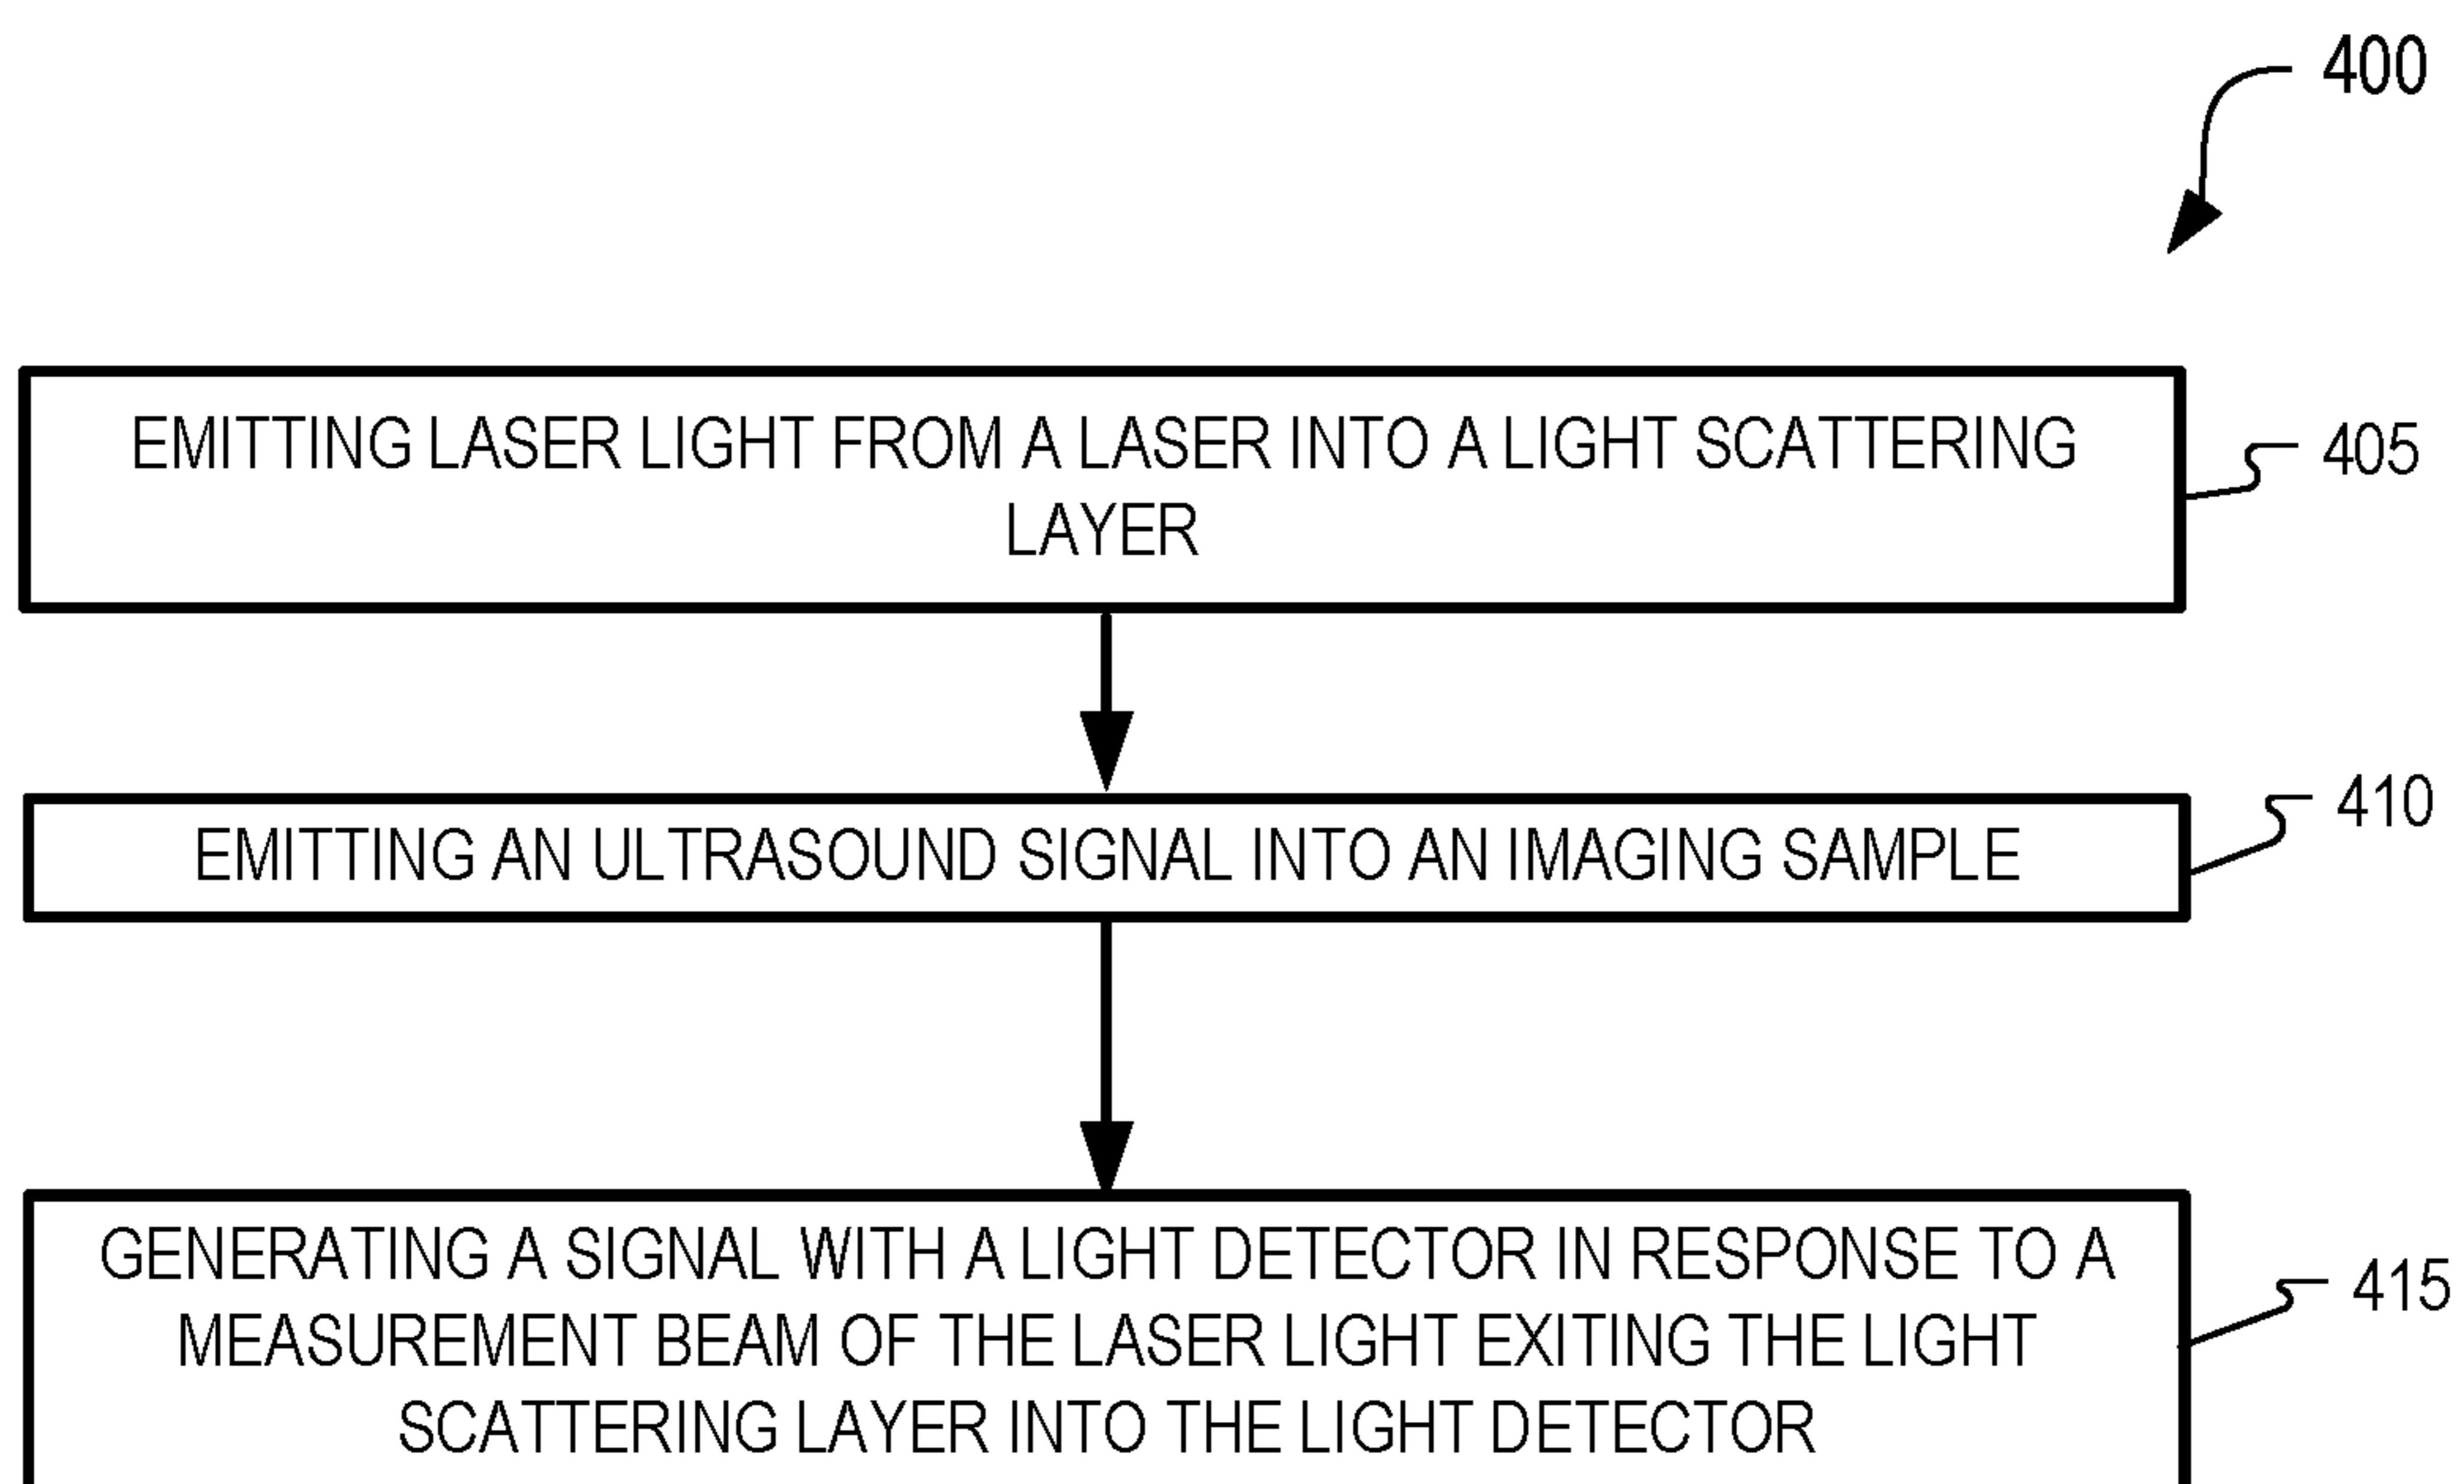 400
EMITTING LASER LIGHT FROM A LASER INTO A LIGHT SCATTERING
LAYER
405
EMITTING AN ULTRASOUND SIGNAL INTO AN IMAGING SAMPLE
410
GENERATING A SIGNAL WITH A LIGHT DETECTOR IN RESPONSE TO A
MEASUREMENT BEAM OF THE LASER LIGHT EXITING THE LIGHT
SCATTERING LAYER INTO THE LIGHT DETECTOR
415